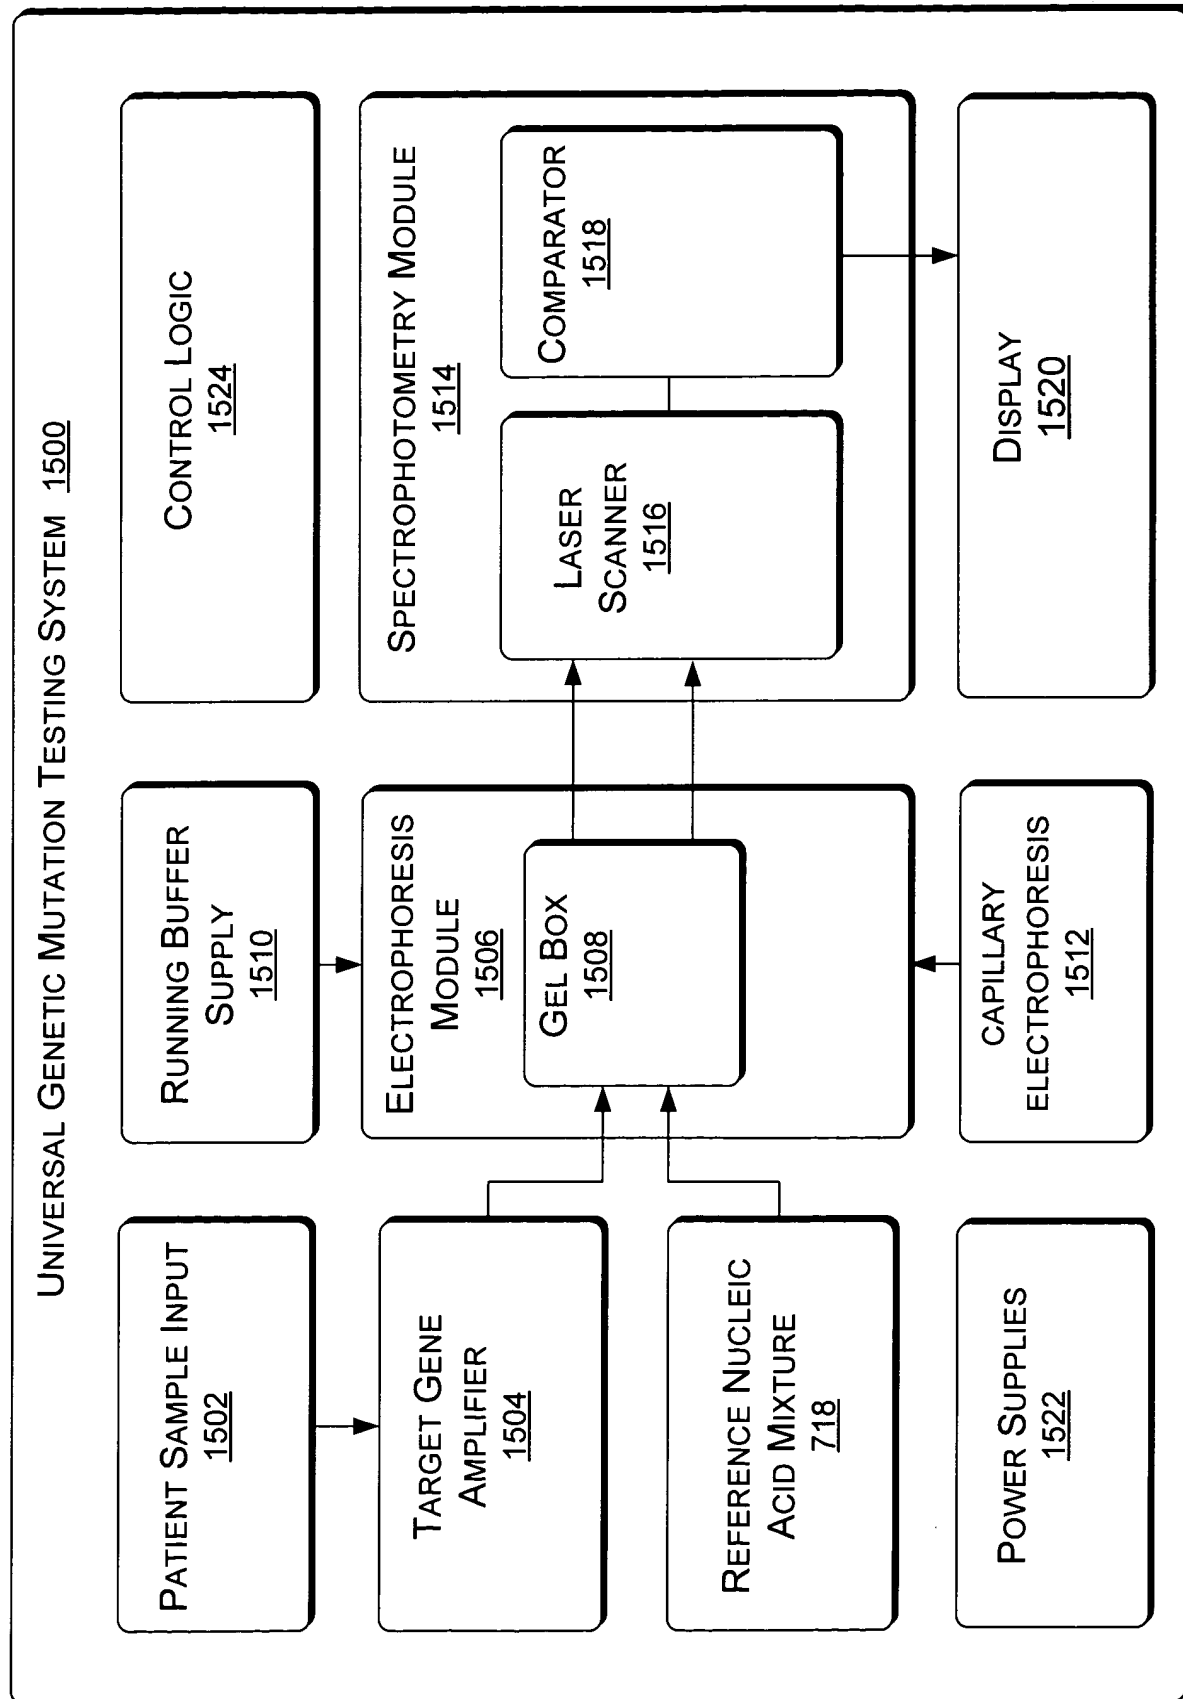 UNIVERSAL GENETIC MUTATION TESTING SYSTEM 1500
PATIENT SAMPLE INPUT
1502
TARGET GENE
AMPLIFIER
1504
REFERENCE NUCLEIC
ACID MIXTURE
718
POWER SUPPLIES
1522
RUNNING BUFFER
SUPPLY
1510
ELECTROPHORESIS
MODULE
1506
GEL BOX
1508
CAPILLARY
ELECTROPHORESIS
1512
CONTROL LOGIC
1524
SPECTROPHOTOMETRY MODULE
1514
LASER
SCANNER
1516
COMPARATOR
1518
DISPLAY
1520